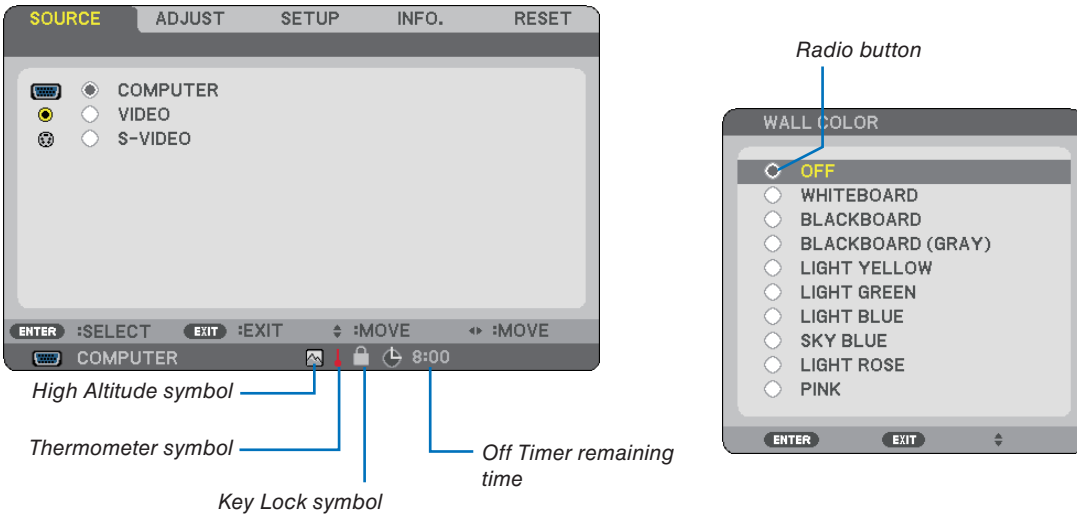 SOURCE ADJUST SETUP INFO. RESET
COMPUTER
VIDEO
S-VIDEO
ENTER :SELECT EXIT :EXIT :MOVE :MOVE
COMPUTER 8:00
High Altitude symbol
Thermometer symbol
Key Lock symbol
Off Timer remaining
time
Radio button
WALL COLOR
OFF
WHITEBOARD
BLACKBOARD
BLACKBOARD (GRAY)
LIGHT YELLOW
LIGHT GREEN
LIGHT BLUE
SKY BLUE
LIGHT ROSE
PINK
ENTER EXIT